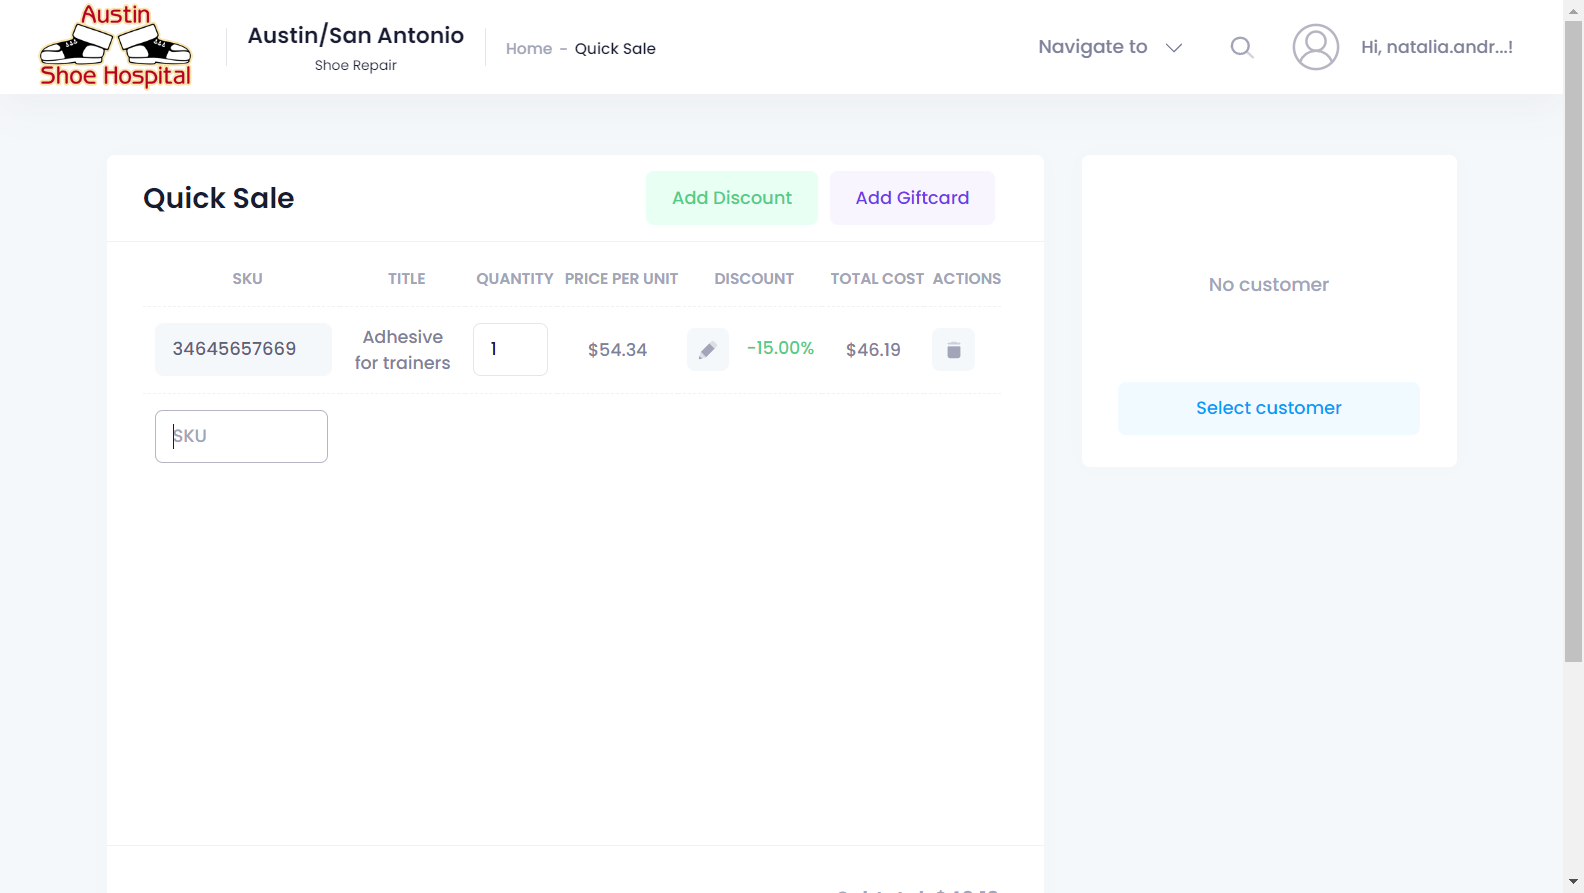 Austin
Shoe Hospital
Austin/San Antonio
Shoe Repair
Home - Quick Sale
Navigate to
Hi, natalia.andr...!
Quick Sale
Add Discount
Add Giftcard
SKU TITLE QUANTITY PRICE PER UNIT DISCOUNT TOTAL COST ACTIONS
34645657669
Adhesive
for trainers
1
$54.34
-15.00%
$46.19
SKU
No customer
Select customer